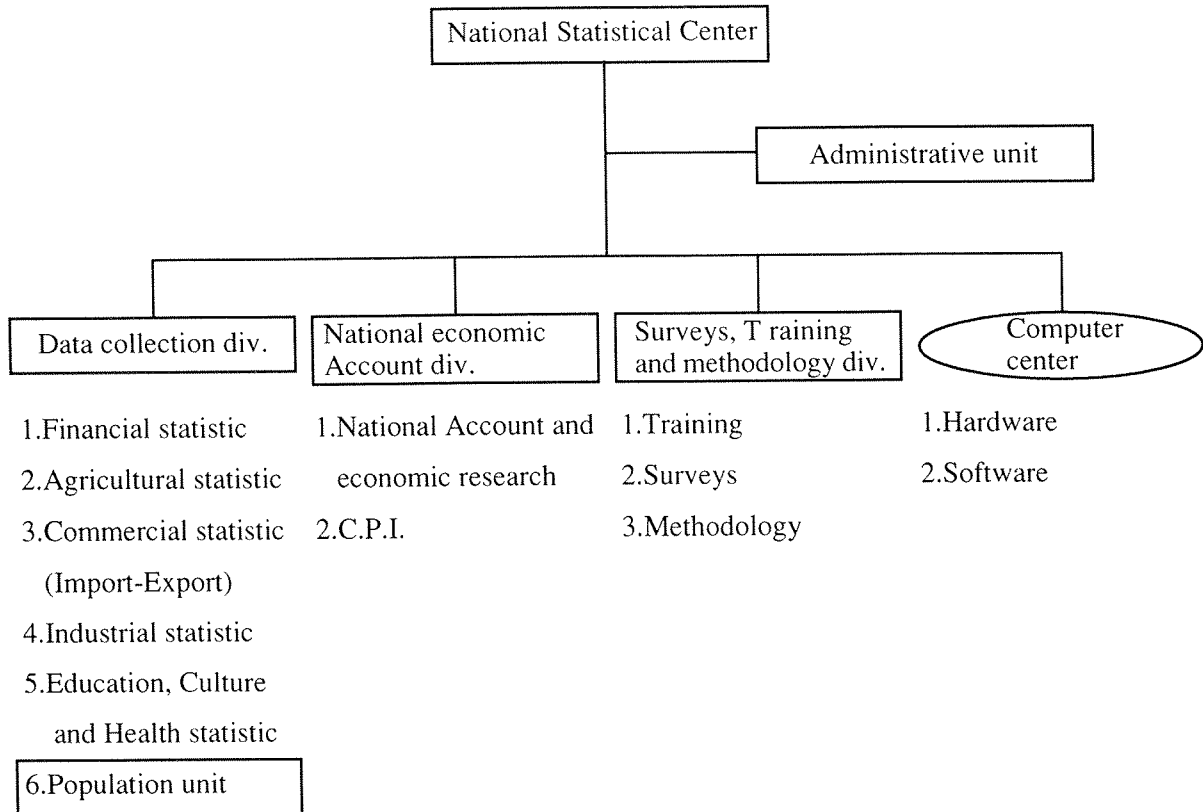 National Statistical Center
Administrative unit
Data collection div.
1.Financial statistic
2.Agricultural statistic
3.Commercial statistic
(Import-Export)
4.Industrial statistic
5.Education, Culture
and Health statistic
6.Population unit
National economic
Account div.
1.National Account and
economic research
2.C.P.I.
Surveys, T raining
and methodology div.
1.Training
2.Surveys
3.Methodology
Computer
center
1.Hardware
2.Software